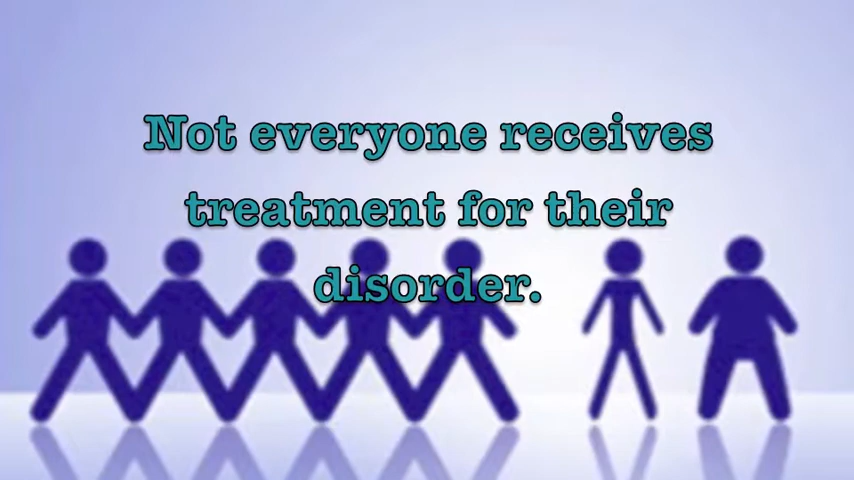 Not everyone receives
treatment for their
disorder.